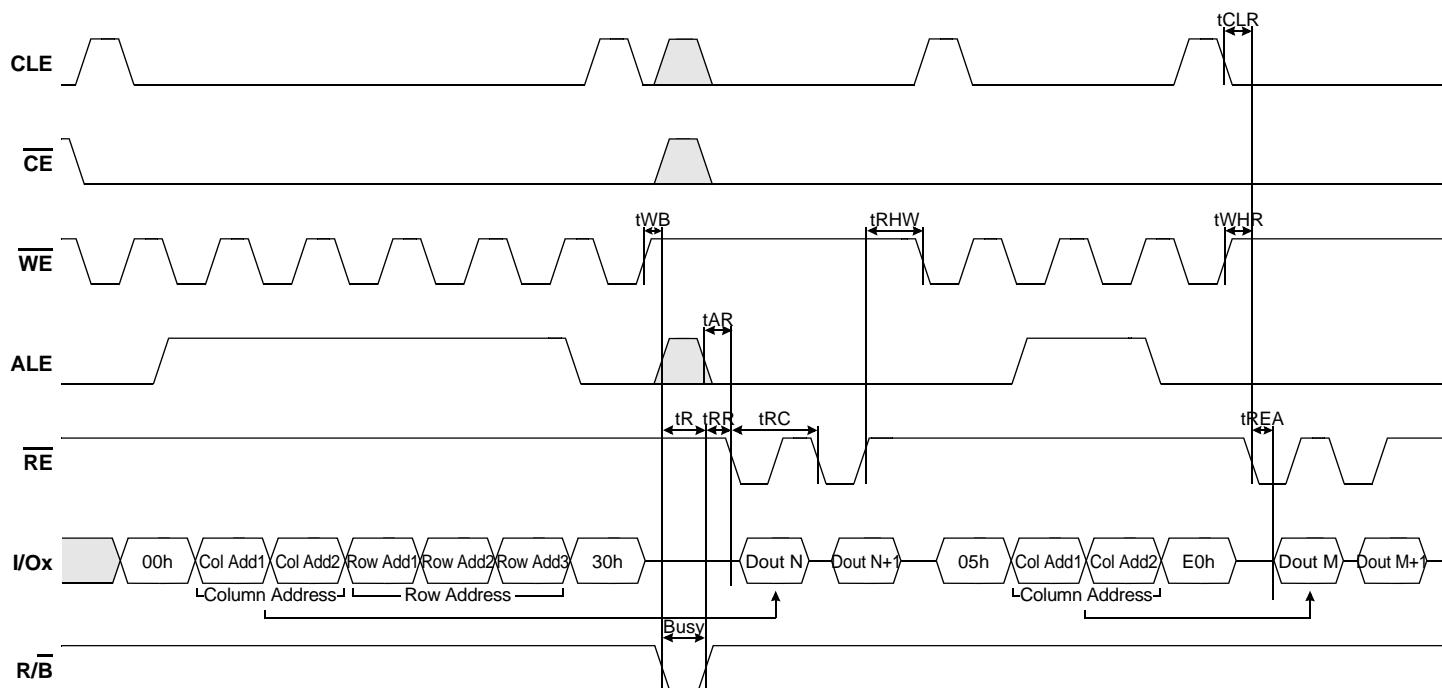 tCLR
CLE
CE
tWB tRHW tWHR
WE
tAR
ALE
tR tRR tRC tREA
RE
I/Ox 00h Col Add1 Col Add2 Row Add1 Row Add2 Row Add3 30h Dout N Dout N+1 05h Col Add1 Col Add2 E0h Dout M Dout M+1
Column Address Row Address Column Address
Busy
R/B